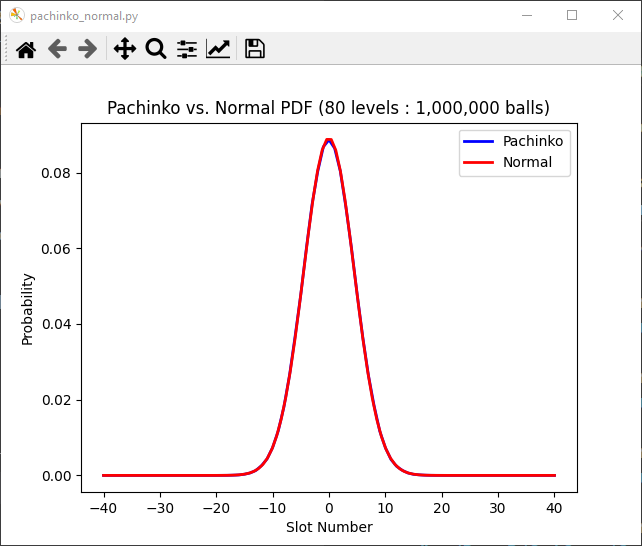 pachinko_normal.py
Pachinko vs. Normal PDF (80 levels : 1,000,000 balls)
Pachinko
Normal
0.08
0.06
0.04
0.02
0.00
Probability
−40 −30 −20 −10 0 10 20 30 40
Slot Number